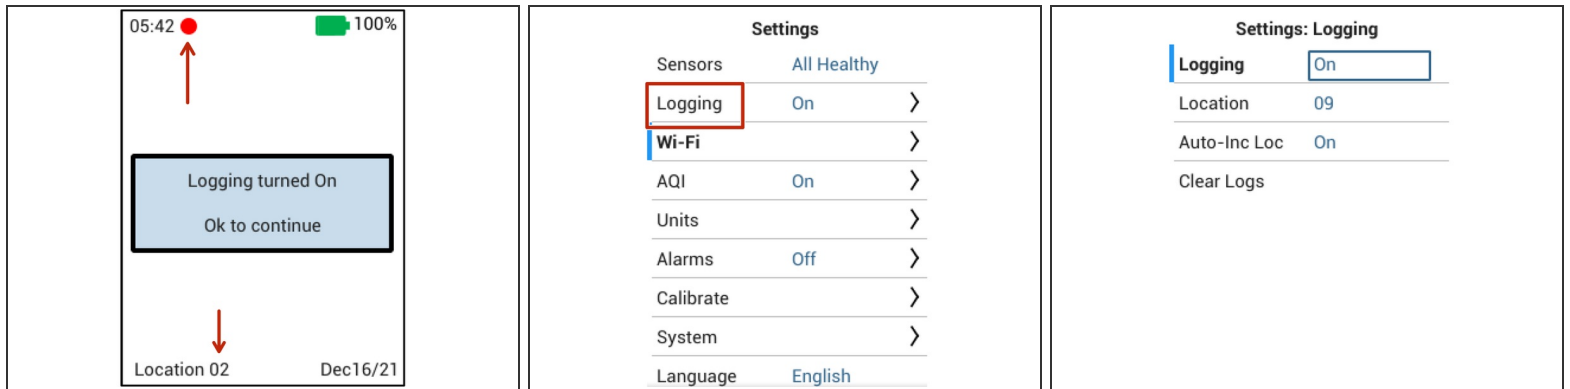 05:42 100%
Logging turned On
Ok to continue
Location 02 Dec16/21
Settings
Sensors All Healthy
Logging On
Wi-Fi
AQI On
Units
Alarms Off
Calibrate
System
Language English
Settings: Logging
Logging On
Location 09
Auto-Inc Loc On
Clear Logs